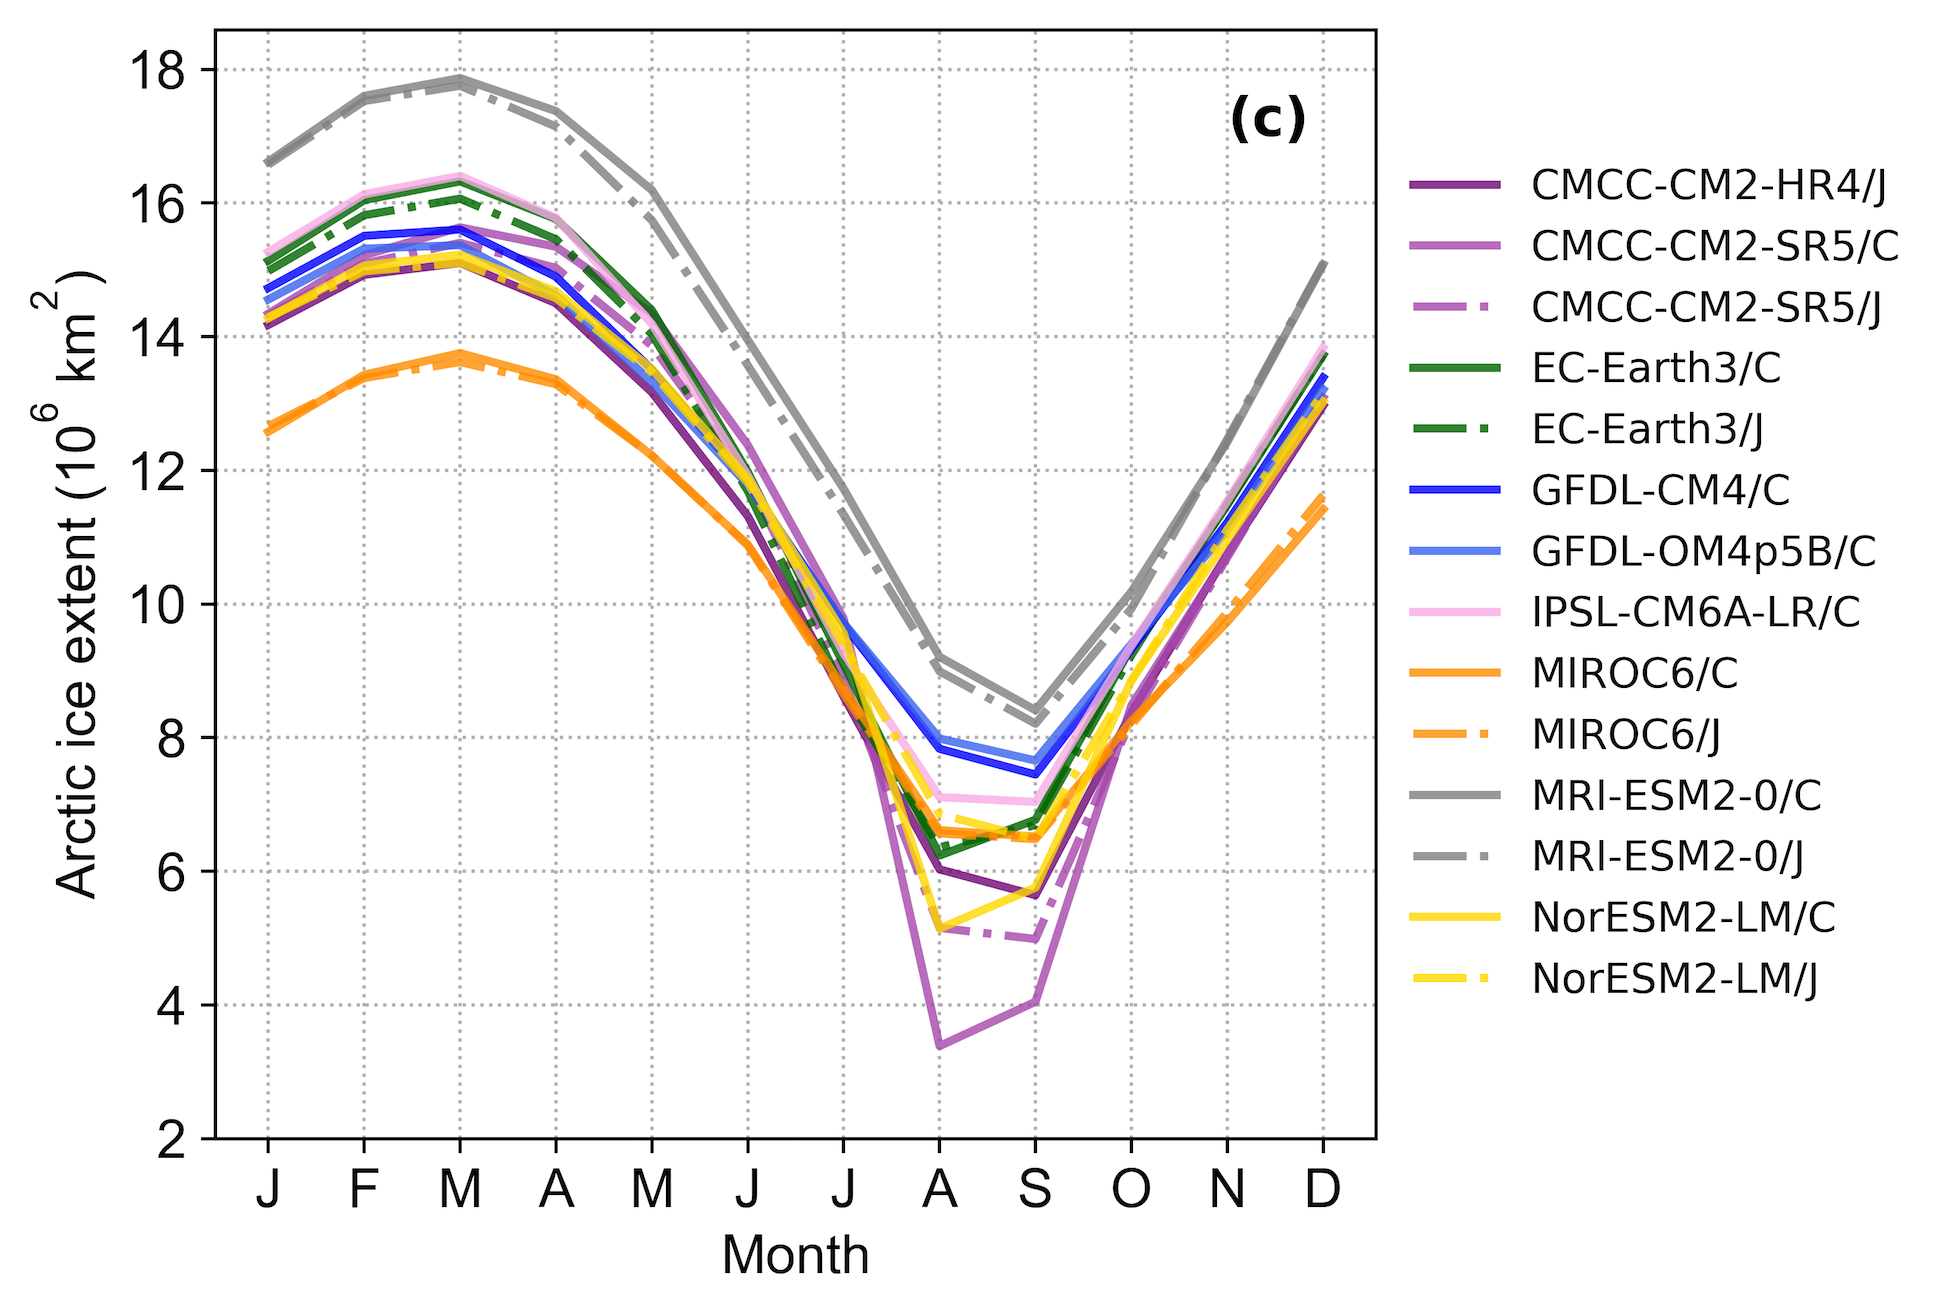 (c)
18
16
14
12
10
8
6
4
2
Arctic ice extent (10⁶ km²)
J F M A M J J A S O N D
Month
CMCC-CM2-HR4/J
CMCC-CM2-SR5/C
CMCC-CM2-SR5/J
EC-Earth3/C
EC-Earth3/J
GFDL-CM4/C
GFDL-OM4p5B/C
IPSL-CM6A-LR/C
MIROC6/C
MIROC6/J
MRI-ESM2-0/C
MRI-ESM2-0/J
NorESM2-LM/C
NorESM2-LM/J